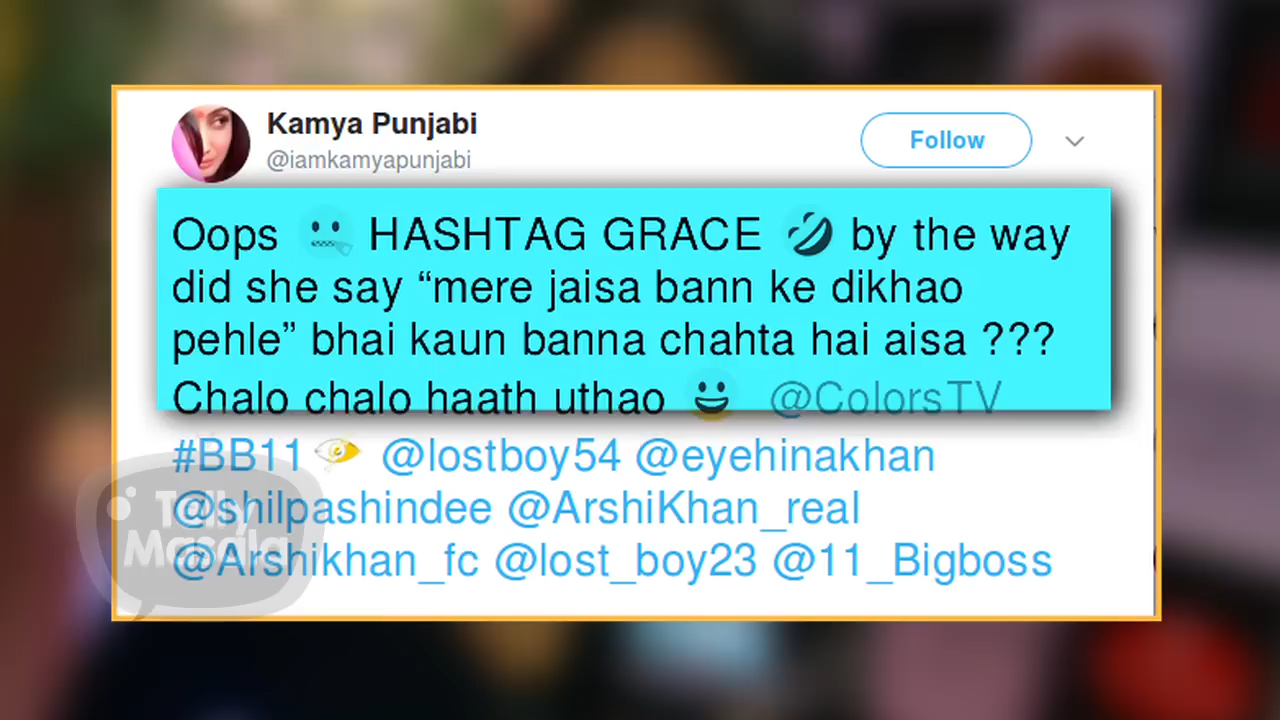 Kamya Punjabi
@iamkamyapunjabi
Follow
Oops 🤐 HASHTAG GRACE 🤣 by the way
did she say “mere jaisa bann ke dikhao
pehle” bhai kaun banna chahta hai aisa ???
Chalo chalo haath uthao 😀 @ColorsTV
#BB11 @lostboy54 @eyehinakhan
@shilpashindee @ArshiKhan_real
@Arshikhan_fc @lost_boy23 @11_Bigboss
Telly
Masala